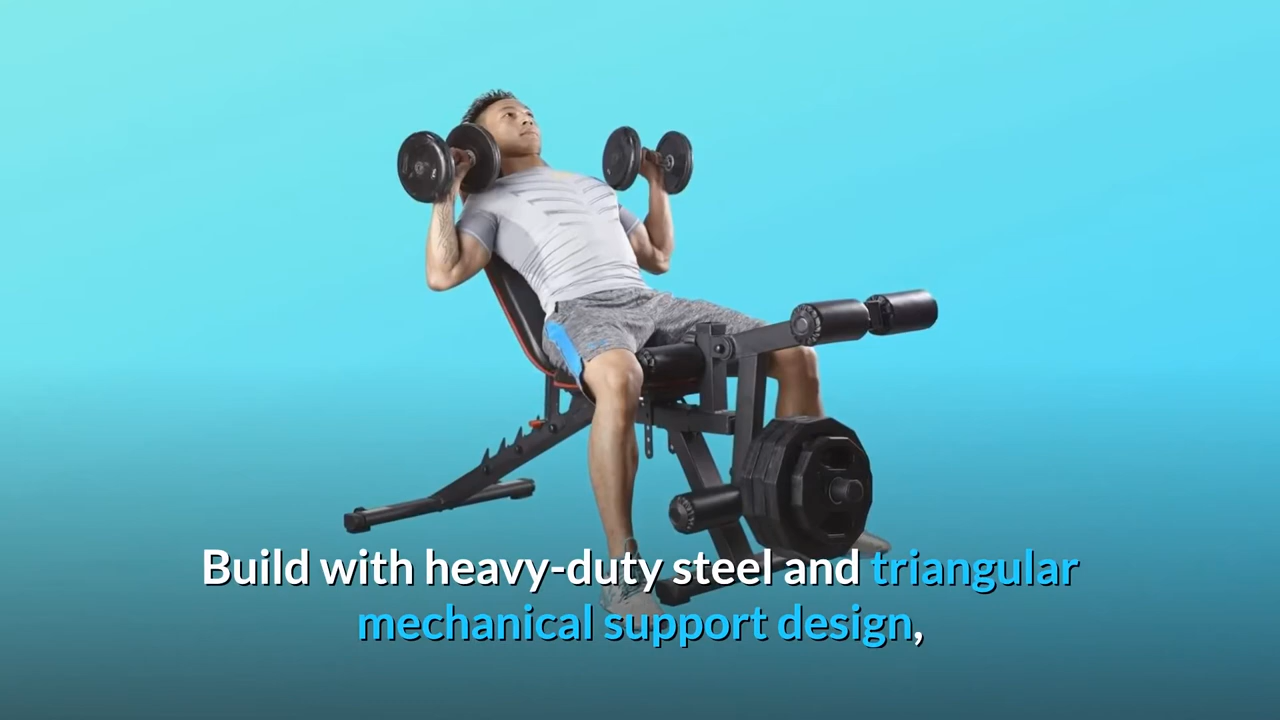 Build with heavy-duty steel and triangular
mechanical support design,